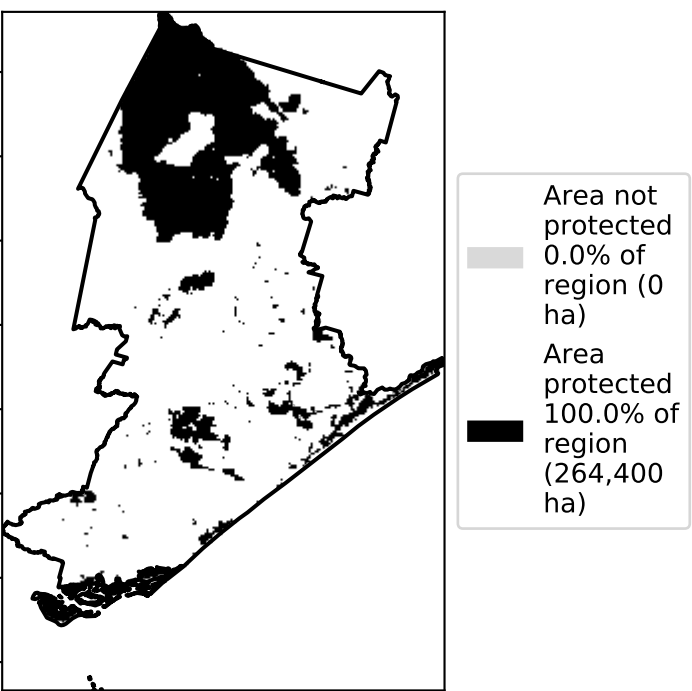 Area not
protected
0.0% of
region (0
ha)
Area
protected
100.0% of
region
(264,400
ha)